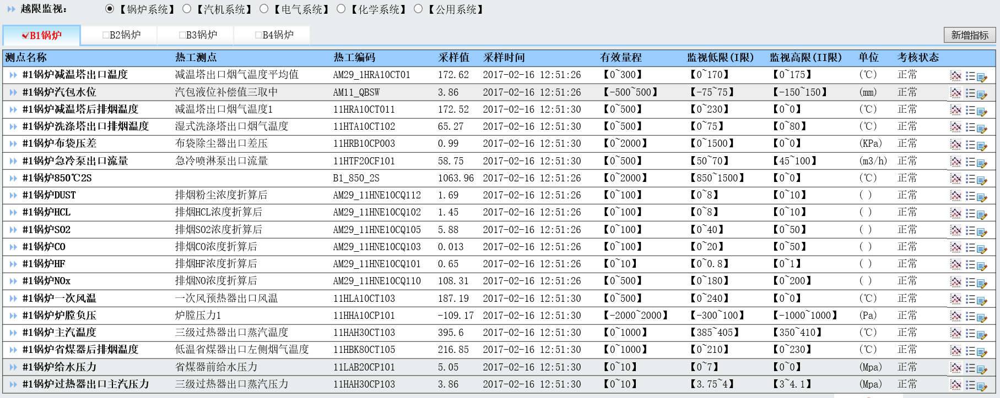 越限监视：
【锅炉系统】 【汽机系统】 【电气系统】 【化学系统】 【公用系统】
B1锅炉 B2锅炉 B3锅炉 B4锅炉 新增指标
测点名称 热工测点 热工编码 采样值 采样时间 有效量程 监视低限(I限) 监视高限(II限) 单位 考核状态
#1锅炉减温塔出口温度 减温塔出口烟气温度平均值 AM29_1HRA10CT01 172.62 2017-02-16 12:51:26 【0~300】 【0~170】 【0~175】 (℃) 正常
#1锅炉汽包水位 汽包液位补偿值三取中 AM11_QBSW 3.86 2017-02-16 12:51:26 【-500~500】 【-75~75】 【-150~150】 (mm) 正常
#1锅炉减温塔后排烟温度 减温塔出口烟气温度1 11HRA10CT011 172.52 2017-02-16 12:51:30 【0~500】 【0~230】 【0~0】 (℃) 正常
#1锅炉洗涤塔出口排烟温度 湿式洗涤塔出口烟气温度 11HTA10CT102 65.27 2017-02-16 12:51:30 【0~500】 【0~75】 【0~80】 (℃) 正常
#1锅炉布袋压差 布袋除尘器出口差压 11HRB10CP003 0.99 2017-02-16 12:51:30 【0~2000】 【0~1500】 【0~0】 (KPa) 正常
#1锅炉急冷泵出口流量 急冷喷淋泵出口流量 11HTF20CF101 58.75 2017-02-16 12:51:30 【0~500】 【50~70】 【45~100】 (m3/h) 正常
#1锅炉850℃2S B1_850_2S 1063.96 2017-02-16 12:51:26 【0~2000】 【850~1500】 【0~0】 (℃) 正常
#1锅炉DUST 排烟粉尘浓度折算后 AM29_11HNE10CQ112 1.69 2017-02-16 12:51:26 【0~100】 【0~8】 【0~10】 ( ) 正常
#1锅炉HCL 排烟HCL浓度折算后 AM29_11HNE10CQ102 1.45 2017-02-16 12:51:26 【0~100】 【0~8】 【0~10】 ( ) 正常
#1锅炉SO2 排烟SO2浓度折算后 AM29_11HNE10CQ105 5.88 2017-02-16 12:51:26 【0~100】 【0~40】 【0~50】 ( ) 正常
#1锅炉CO 排烟CO浓度折算后 AM29_11HNE10CQ103 0.013 2017-02-16 12:51:26 【0~100】 【0~20】 【0~50】 ( ) 正常
#1锅炉HF 排烟HF浓度折算后 AM29_11HNE10CQ101 0.65 2017-02-16 12:51:26 【0~10】 【0~0.8】 【0~1】 ( ) 正常
#1锅炉NOx 排烟NO浓度折算后 AM29_11HNE10CQ110 108.31 2017-02-16 12:51:26 【0~500】 【0~180】 【0~200】 ( ) 正常
#1锅炉一次风温 一次风预热器出口风温 11HLA10CT103 187.19 2017-02-16 12:51:30 【0~500】 【0~240】 【0~0】 (℃) 正常
#1锅炉炉膛负压 炉膛压力1 11HHA10CP101 -109.17 2017-02-16 12:51:30 【-2000~2000】 【-300~100】 【-1000~1000】 (Pa) 正常
#1锅炉主汽温度 三级过热器出口蒸汽温度 11HAH30CT103 395.6 2017-02-16 12:51:30 【0~1000】 【385~405】 【350~410】 (℃) 正常
#1锅炉省煤器后排烟温度 低温省煤器出口左侧烟气温度 11HBK80CT105 216.85 2017-02-16 12:51:30 【0~1000】 【0~210】 【0~230】 (℃) 正常
#1锅炉给水压力 省煤器前给水压力 11LAB20CP101 5.05 2017-02-16 12:51:30 【0~10】 【0~7】 【0~0】 (Mpa) 正常
#1锅炉过热器出口主汽压力 三级过热器出口蒸汽压力 11HAH30CP103 3.86 2017-02-16 12:51:30 【0~10】 【3.75~4】 【3~4.1】 (Mpa) 正常